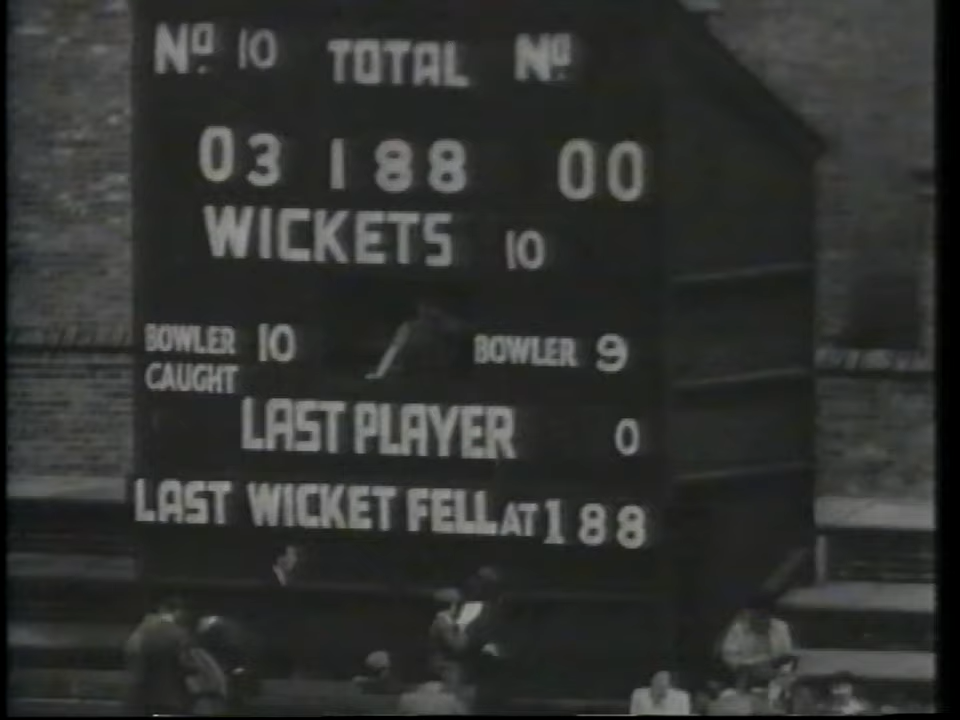 Nº 10 TOTAL Nº
03 188 00
WICKETS 10
BOWLER 10 BOWLER 9
CAUGHT
LAST PLAYER 0
LAST WICKET FELL AT 188